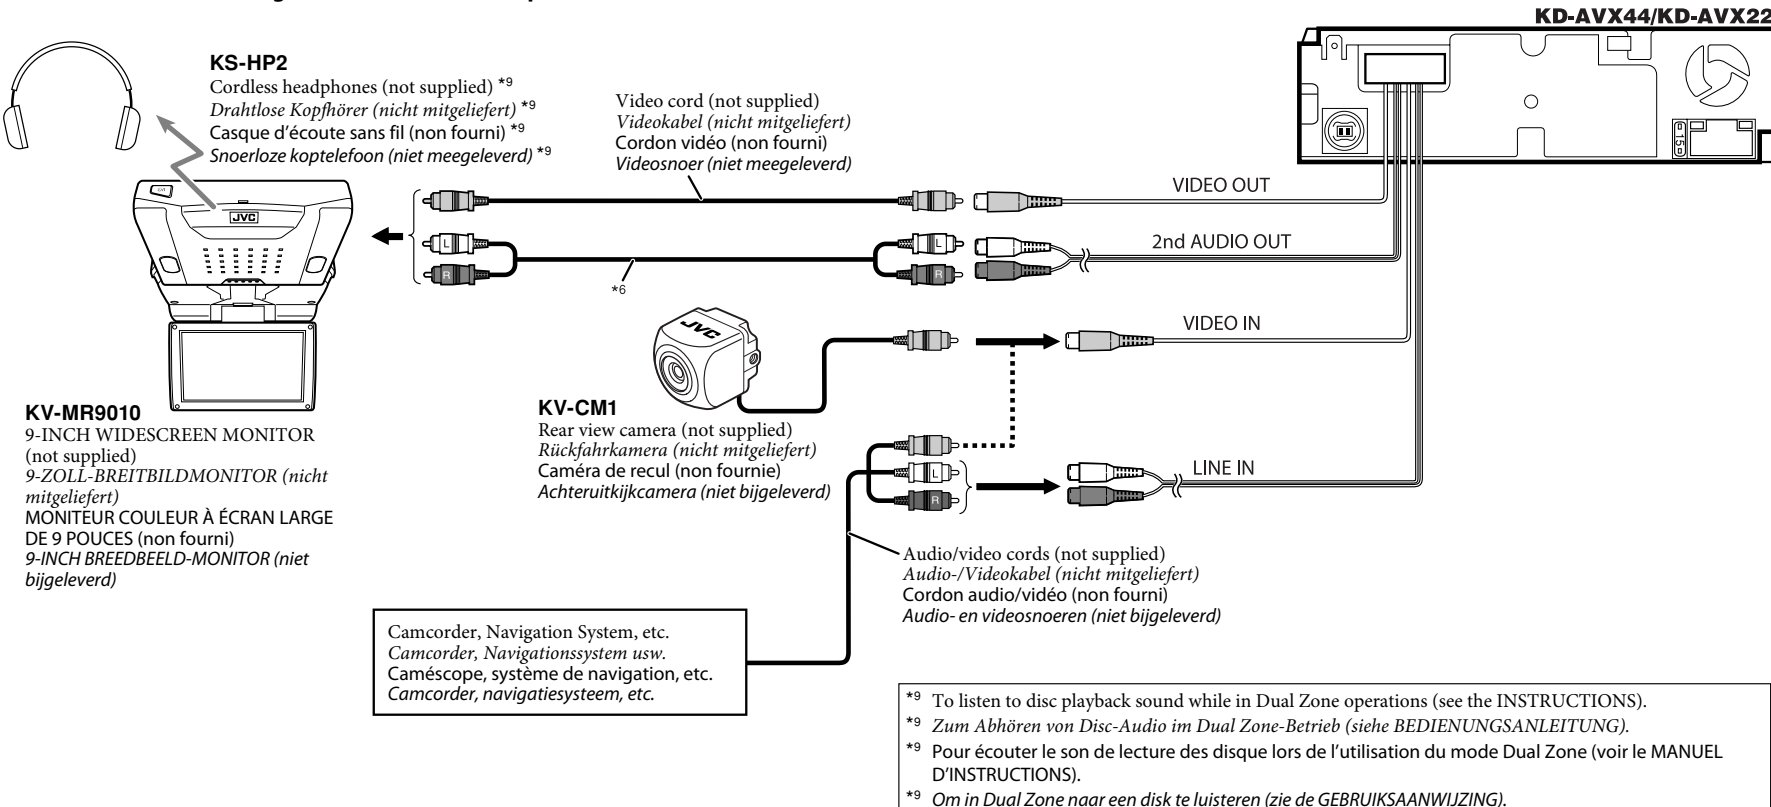 KD-AVX44/KD-AVX22
KS-HP2
Cordless headphones (not supplied) *9
Drahtlose Kopfhörer (nicht mitgeliefert) *9
Casque d'écoute sans fil (non fourni) *9
Snoerloze koptelefoon (niet meegeleverd) *9
Video cord (not supplied)
Videokabel (nicht mitgeliefert)
Cordon vidéo (non fourni)
Videosnoer (niet meegeleverd)
15
JVC
VIDEO OUT
L
L
2nd AUDIO OUT
R
R
*6
JVC
VIDEO IN
KV-MR9010
9-INCH WIDESCREEN MONITOR
(not supplied)
9-ZOLL-BREITBILDMONITOR (nicht
mitgeliefert)
MONITEUR COULEUR À ÉCRAN LARGE
DE 9 POUCES (non fourni)
9-INCH BREEDBEELD-MONITOR (niet
bijgeleverd)
KV-CM1
Rear view camera (not supplied)
Rückfahrkamera (nicht mitgeliefert)
Caméra de recul (non fournie)
Achteruitkijkcamera (niet bijgeleverd)
L
R
LINE IN
Audio/video cords (not supplied)
Audio-/Videokabel (nicht mitgeliefert)
Cordon audio/vidéo (non fourni)
Audio- en videosnoeren (niet bijgeleverd)
Camcorder, Navigation System, etc.
Camcorder, Navigationssystem usw.
Caméscope, système de navigation, etc.
Camcorder, navigatiesysteem, etc.
*9 To listen to disc playback sound while in Dual Zone operations (see the INSTRUCTIONS).
*9 Zum Abhören von Disc-Audio im Dual Zone-Betrieb (siehe BEDIENUNGSANLEITUNG).
*9 Pour écouter le son de lecture des disque lors de l'utilisation du mode Dual Zone (voir le MANUEL
D'INSTRUCTIONS).
*9 Om in Dual Zone naar een disk te luisteren (zie de GEBRUIKSAANWIJZING).